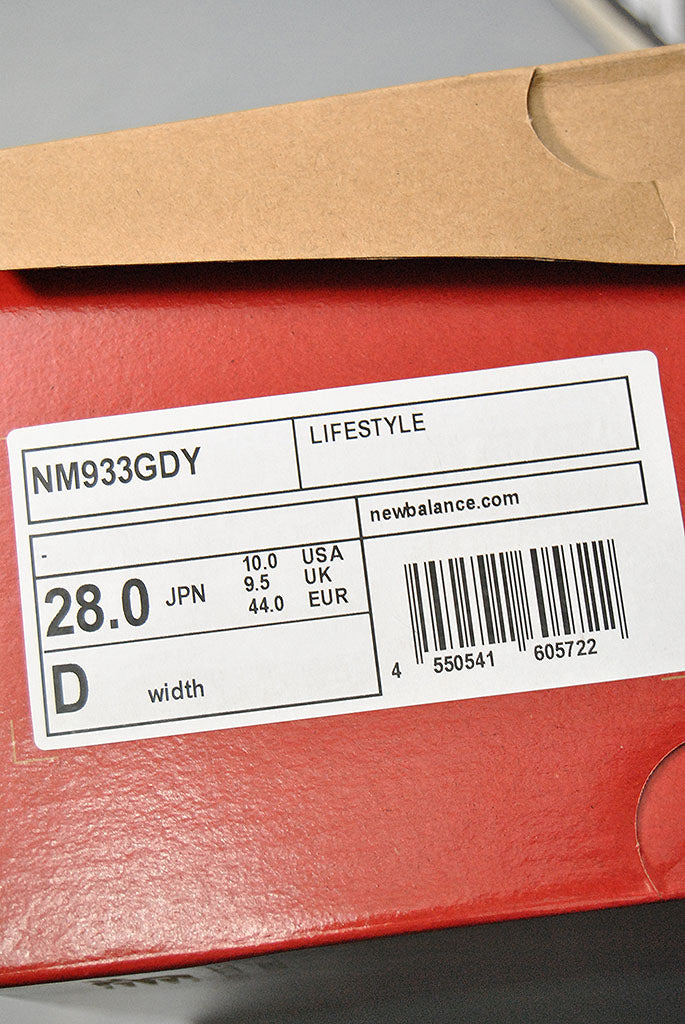 NM933GDY
LIFESTYLE
newbalance.com
-
28.0 JPN
10.0 USA
9.5 UK
44.0 EUR
D width
4 550541 605722